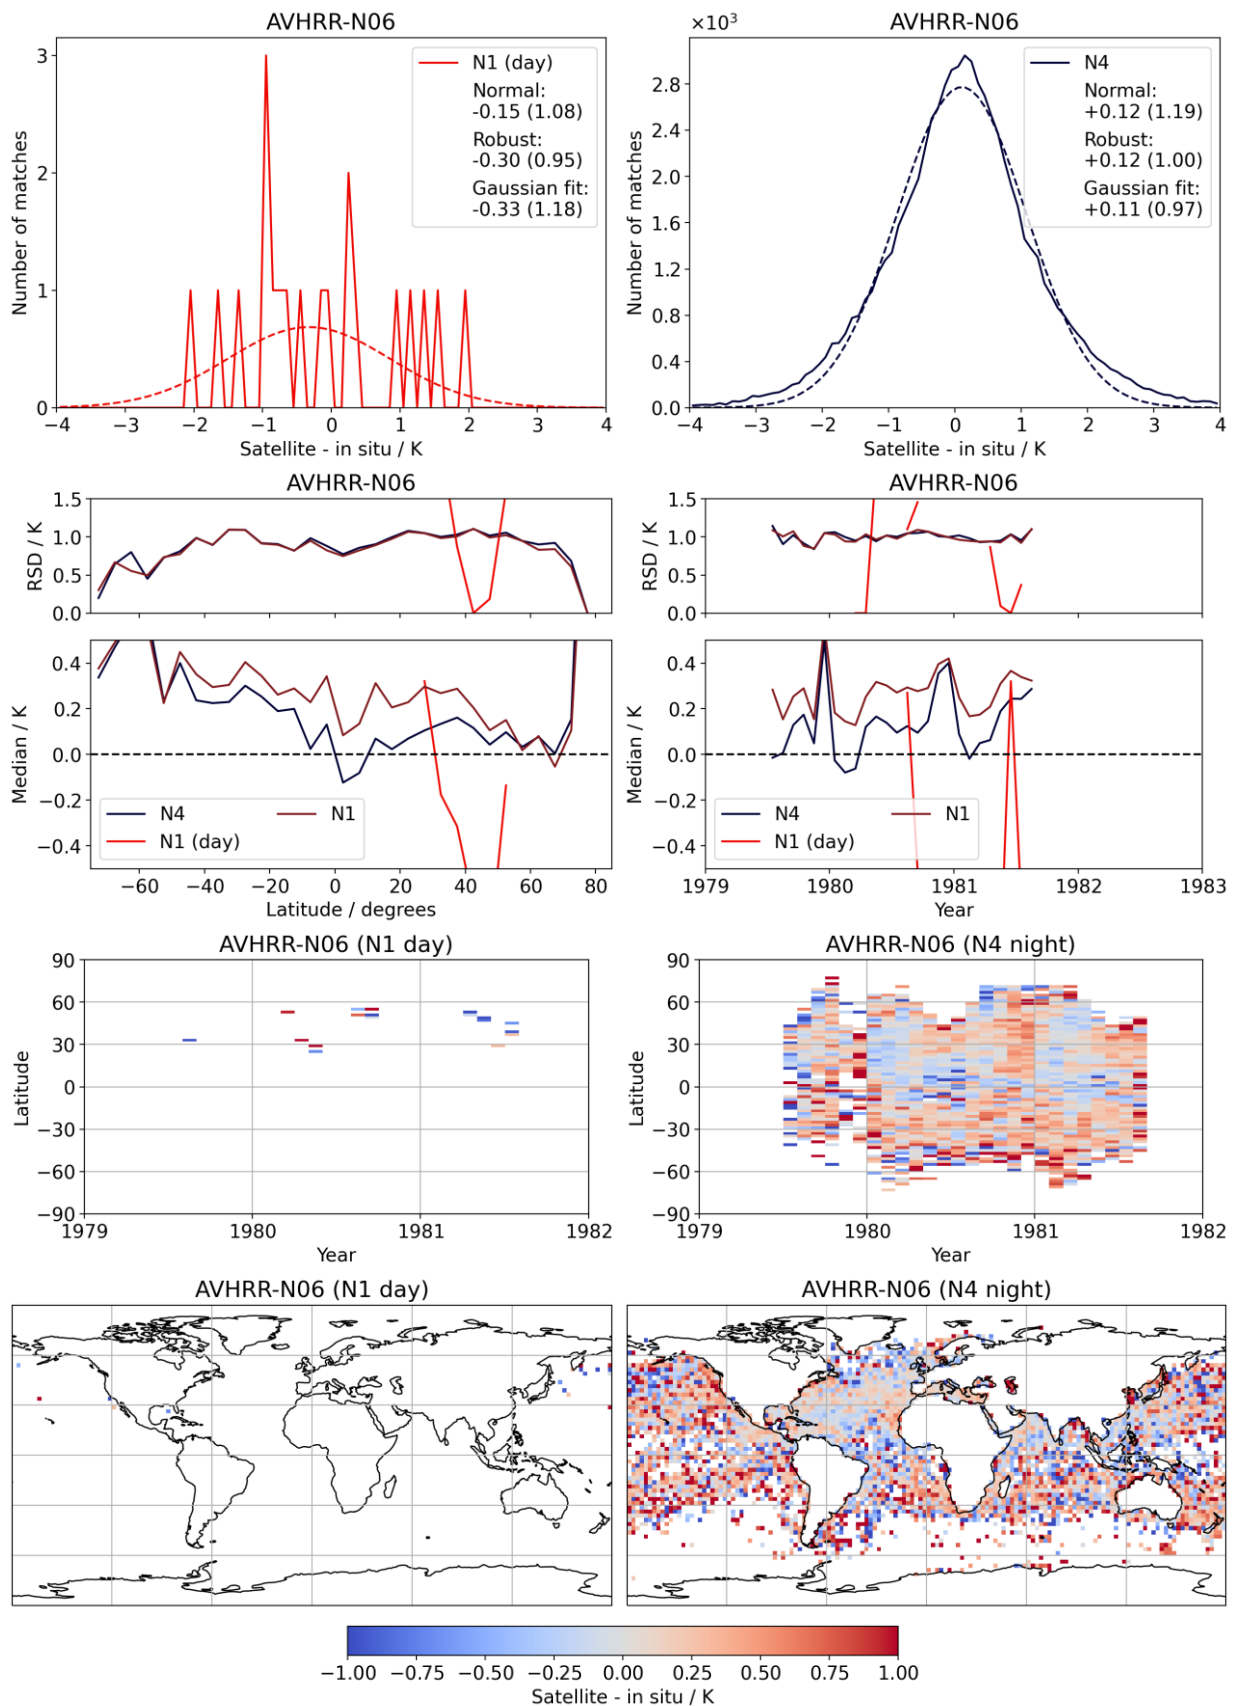 AVHRR-N06
3
2
1
0
Number of matches
N1 (day)
Normal:
-0.15 (1.08)
Robust:
-0.30 (0.95)
Gaussian fit:
-0.33 (1.18)
−4 −3 −2 −1 0 1 2 3 4
Satellite - in situ / K
AVHRR-N06
×10³
2.8
2.4
2.0
1.6
1.2
0.8
0.4
0.0
Number of matches
N4
Normal:
+0.12 (1.19)
Robust:
+0.12 (1.00)
Gaussian fit:
+0.11 (0.97)
−4 −3 −2 −1 0 1 2 3 4
Satellite - in situ / K
AVHRR-N06
1.5
1.0
0.5
0.0
RSD / K
0.4
0.2
0.0
−0.2
−0.4
Median / K
N4 N1
N1 (day)
−60 −40 −20 0 20 40 60 80
Latitude / degrees
AVHRR-N06
1.5
1.0
0.5
0.0
RSD / K
0.4
0.2
0.0
−0.2
−0.4
Median / K
N4 N1
N1 (day)
1979 1980 1981 1982 1983
Year
AVHRR-N06 (N1 day)
90
60
30
0
−30
−60
−90
Latitude
1979 1980 1981 1982
Year
AVHRR-N06 (N4 night)
90
60
30
0
−30
−60
−90
Latitude
1979 1980 1981 1982
Year
AVHRR-N06 (N1 day)
AVHRR-N06 (N4 night)
−1.00 −0.75 −0.50 −0.25 0.00 0.25 0.50 0.75 1.00
Satellite - in situ / K